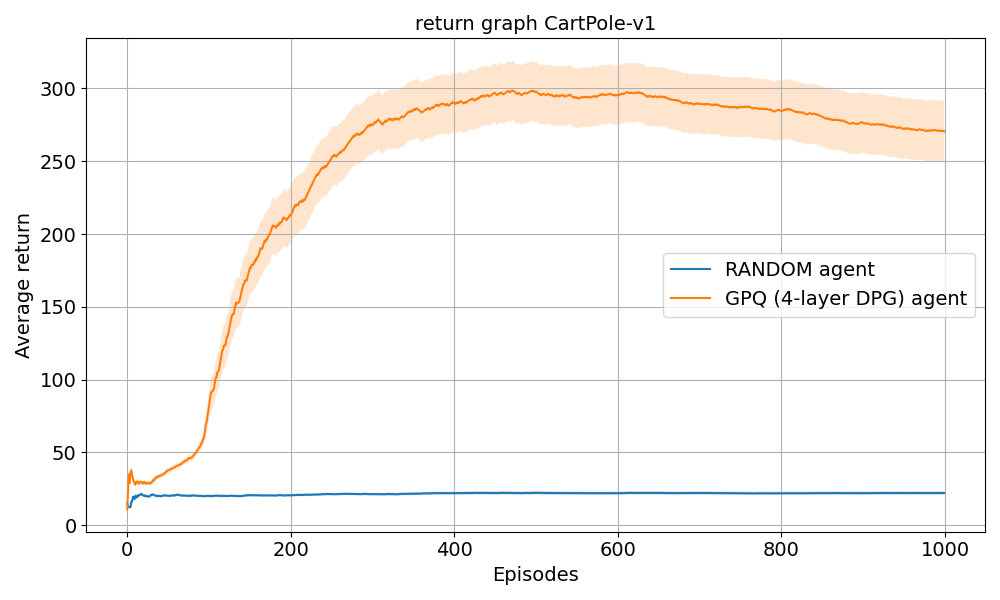 return graph CartPole-v1
Average return
300
250
200
150
100
50
0
RANDOM agent
GPQ (4-layer DPG) agent
0 200 400 600 800 1000
Episodes